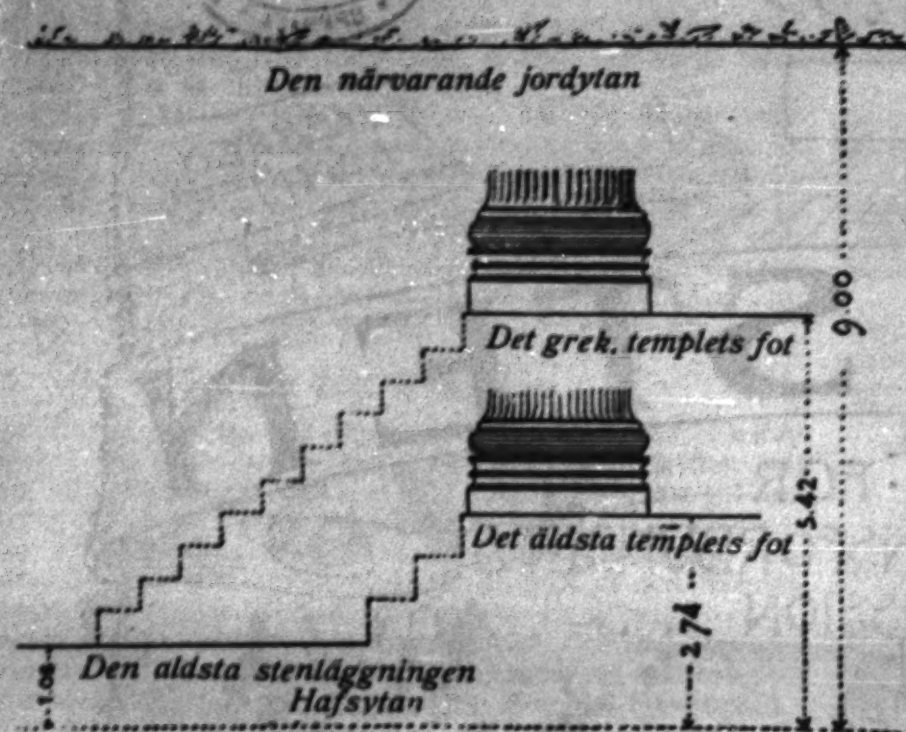 Den närvarande jordytan
9.00
Det grek. templets fot
5.42
Det äldsta templets fot
2.74
Den aldsta stenläggningen
1.08
Hafsytan